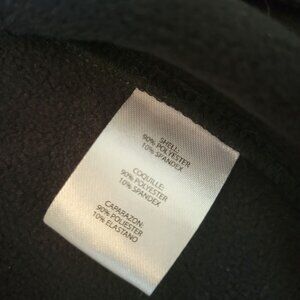 SHELL:
90% POLYESTER
10% SPANDEX
COQUILLE:
90% POLYESTER
10% SPANDEX
CAPARAZON:
90% POLIESTER
10% ELASTANO